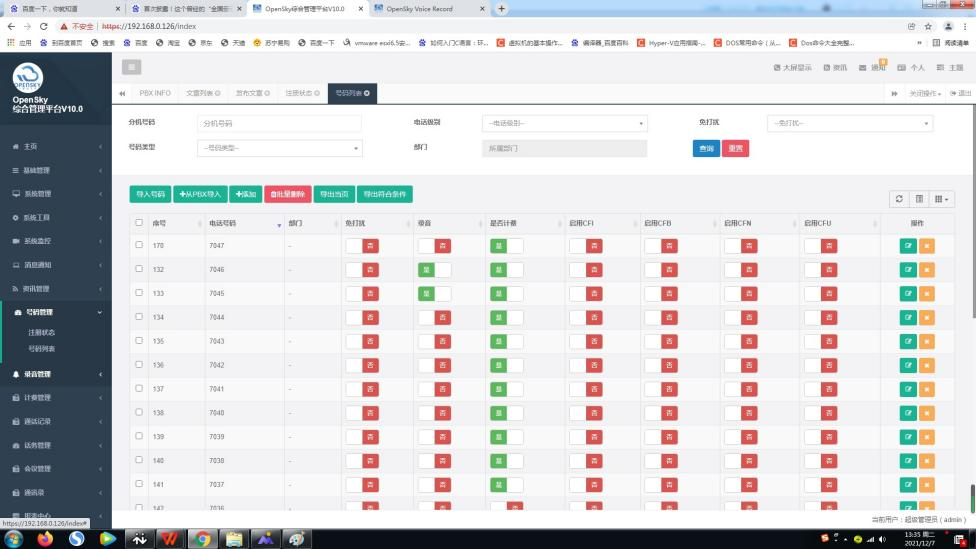 百度一下，你就知道
首次披露！这个曾经的"全国
OpenSky综合管理平台V10.0
OpenSky Voice Record
不安全 https://192.168.0.126/index
应用 到百度首页 搜索 百度 淘宝 京东 天猫 苏宁易购 百度一下 vmware esxi6.5安... 如何入门C语言：环... 虚拟机的基本操作... 编译器_百度百科 Hyper-V应用指南-... DOS常用命令（从... Dos命令大全完整... » 阅读清单
OPENSKY
OpenSky
综合管理平台V10.0
大屏显示 资讯 通知 0 个人 主题
PBX INFO 文章列表 发布文章 注册状态 号码列表 关闭操作 退出
主页
基础管理
系统管理
系统工具
系统监控
消息通知
资讯管理
号码管理
注册状态
号码列表
录音管理
计费管理
通话记录
话务管理
会议管理
通讯录
报表中心
分机号码 分机号码 电话级别 --电话级别-- 免打扰 --免打扰--
号码类型 --号码类型-- 部门 所属部门 查询 重置
导入号码 +从PBX导入 +添加 批量删除 导出当页 导出符合条件
序号 电话号码 部门 免打扰 录音 是否计费 启用CFI 启用CFB 启用CFN 启用CFU 操作
170 7047 - 否 否 是 否 否 否 否
132 7046 - 否 是 是 否 否 否 否
133 7045 - 否 是 是 否 否 否 否
134 7044 - 否 否 是 否 否 否 否
135 7043 - 否 否 是 否 否 否 否
136 7042 - 否 否 是 否 否 否 否
137 7041 - 否 否 是 否 否 否 否
138 7040 - 否 否 是 否 否 否 否
139 7039 - 否 否 是 否 否 否 否
140 7038 - 否 否 是 否 否 否 否
141 7037 - 否 否 是 否 否 否 否
142 7036 - 否 否 否 否 否 否 否
当前用户：超级管理员 ( admin )
https://192.168.0.126/index#
13:35 周二
2021/12/7